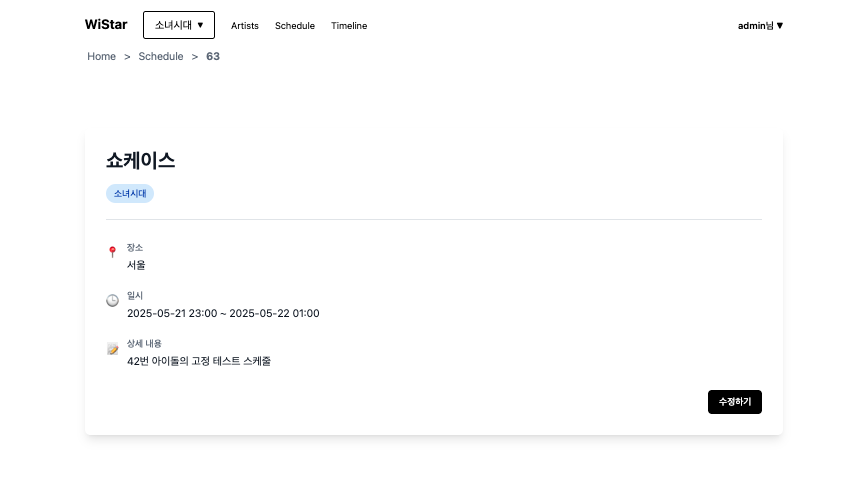 WiStar 소녀시대 ▼ Artists Schedule Timeline admin님 ▼
Home > Schedule > 63
쇼케이스
소녀시대
장소
서울
일시
2025-05-21 23:00 ~ 2025-05-22 01:00
상세 내용
42번 아이돌의 고정 테스트 스케줄
수정하기